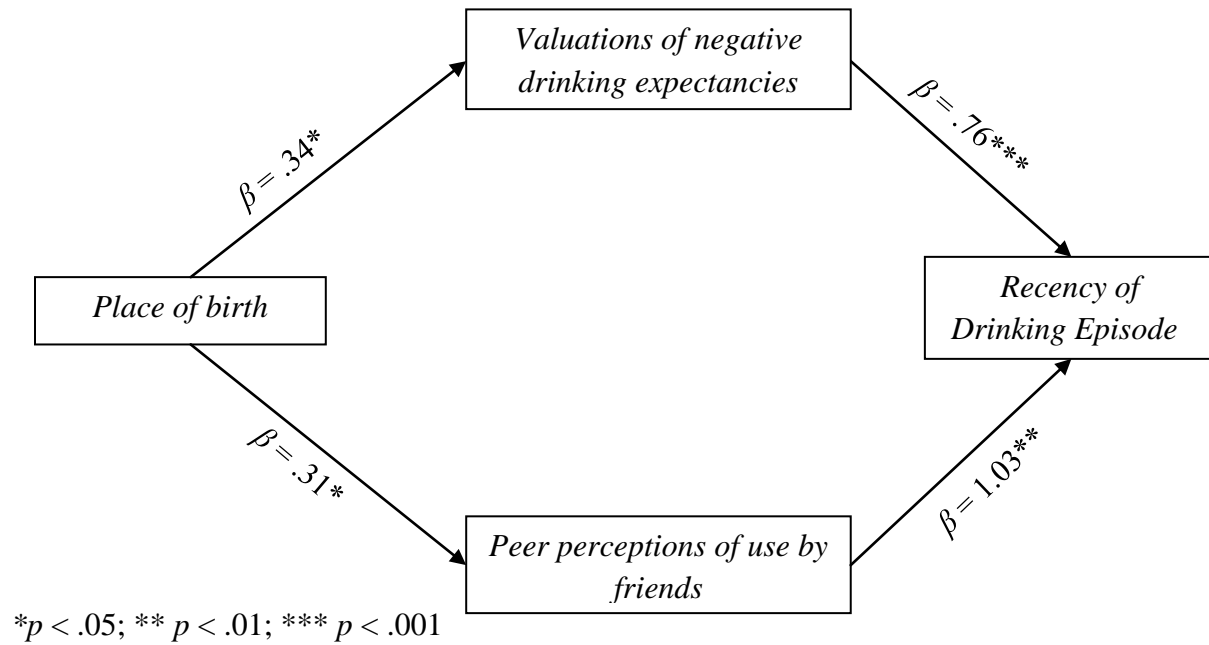 Valuations of negative
drinking expectancies
β = .34*
β = .76***
Place of birth
Recency of
Drinking Episode
β = .31*
β = 1.03**
Peer perceptions of use by
friends
*p < .05; ** p < .01; *** p < .001